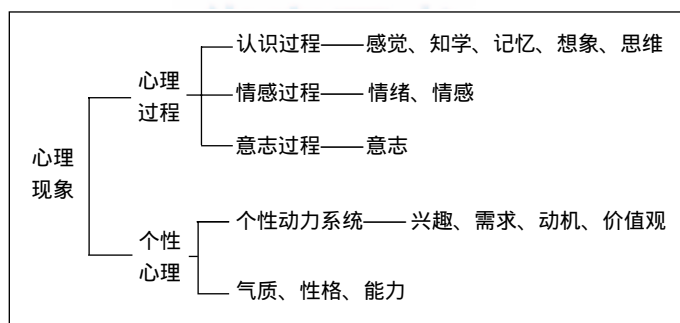 认识过程——感觉、知学、记忆、想象、思维
心理
过程
情感过程——情绪、情感
意志过程——意志
心理
现象
个性动力系统——兴趣、需求、动机、价值观
个性
心理
气质、性格、能力